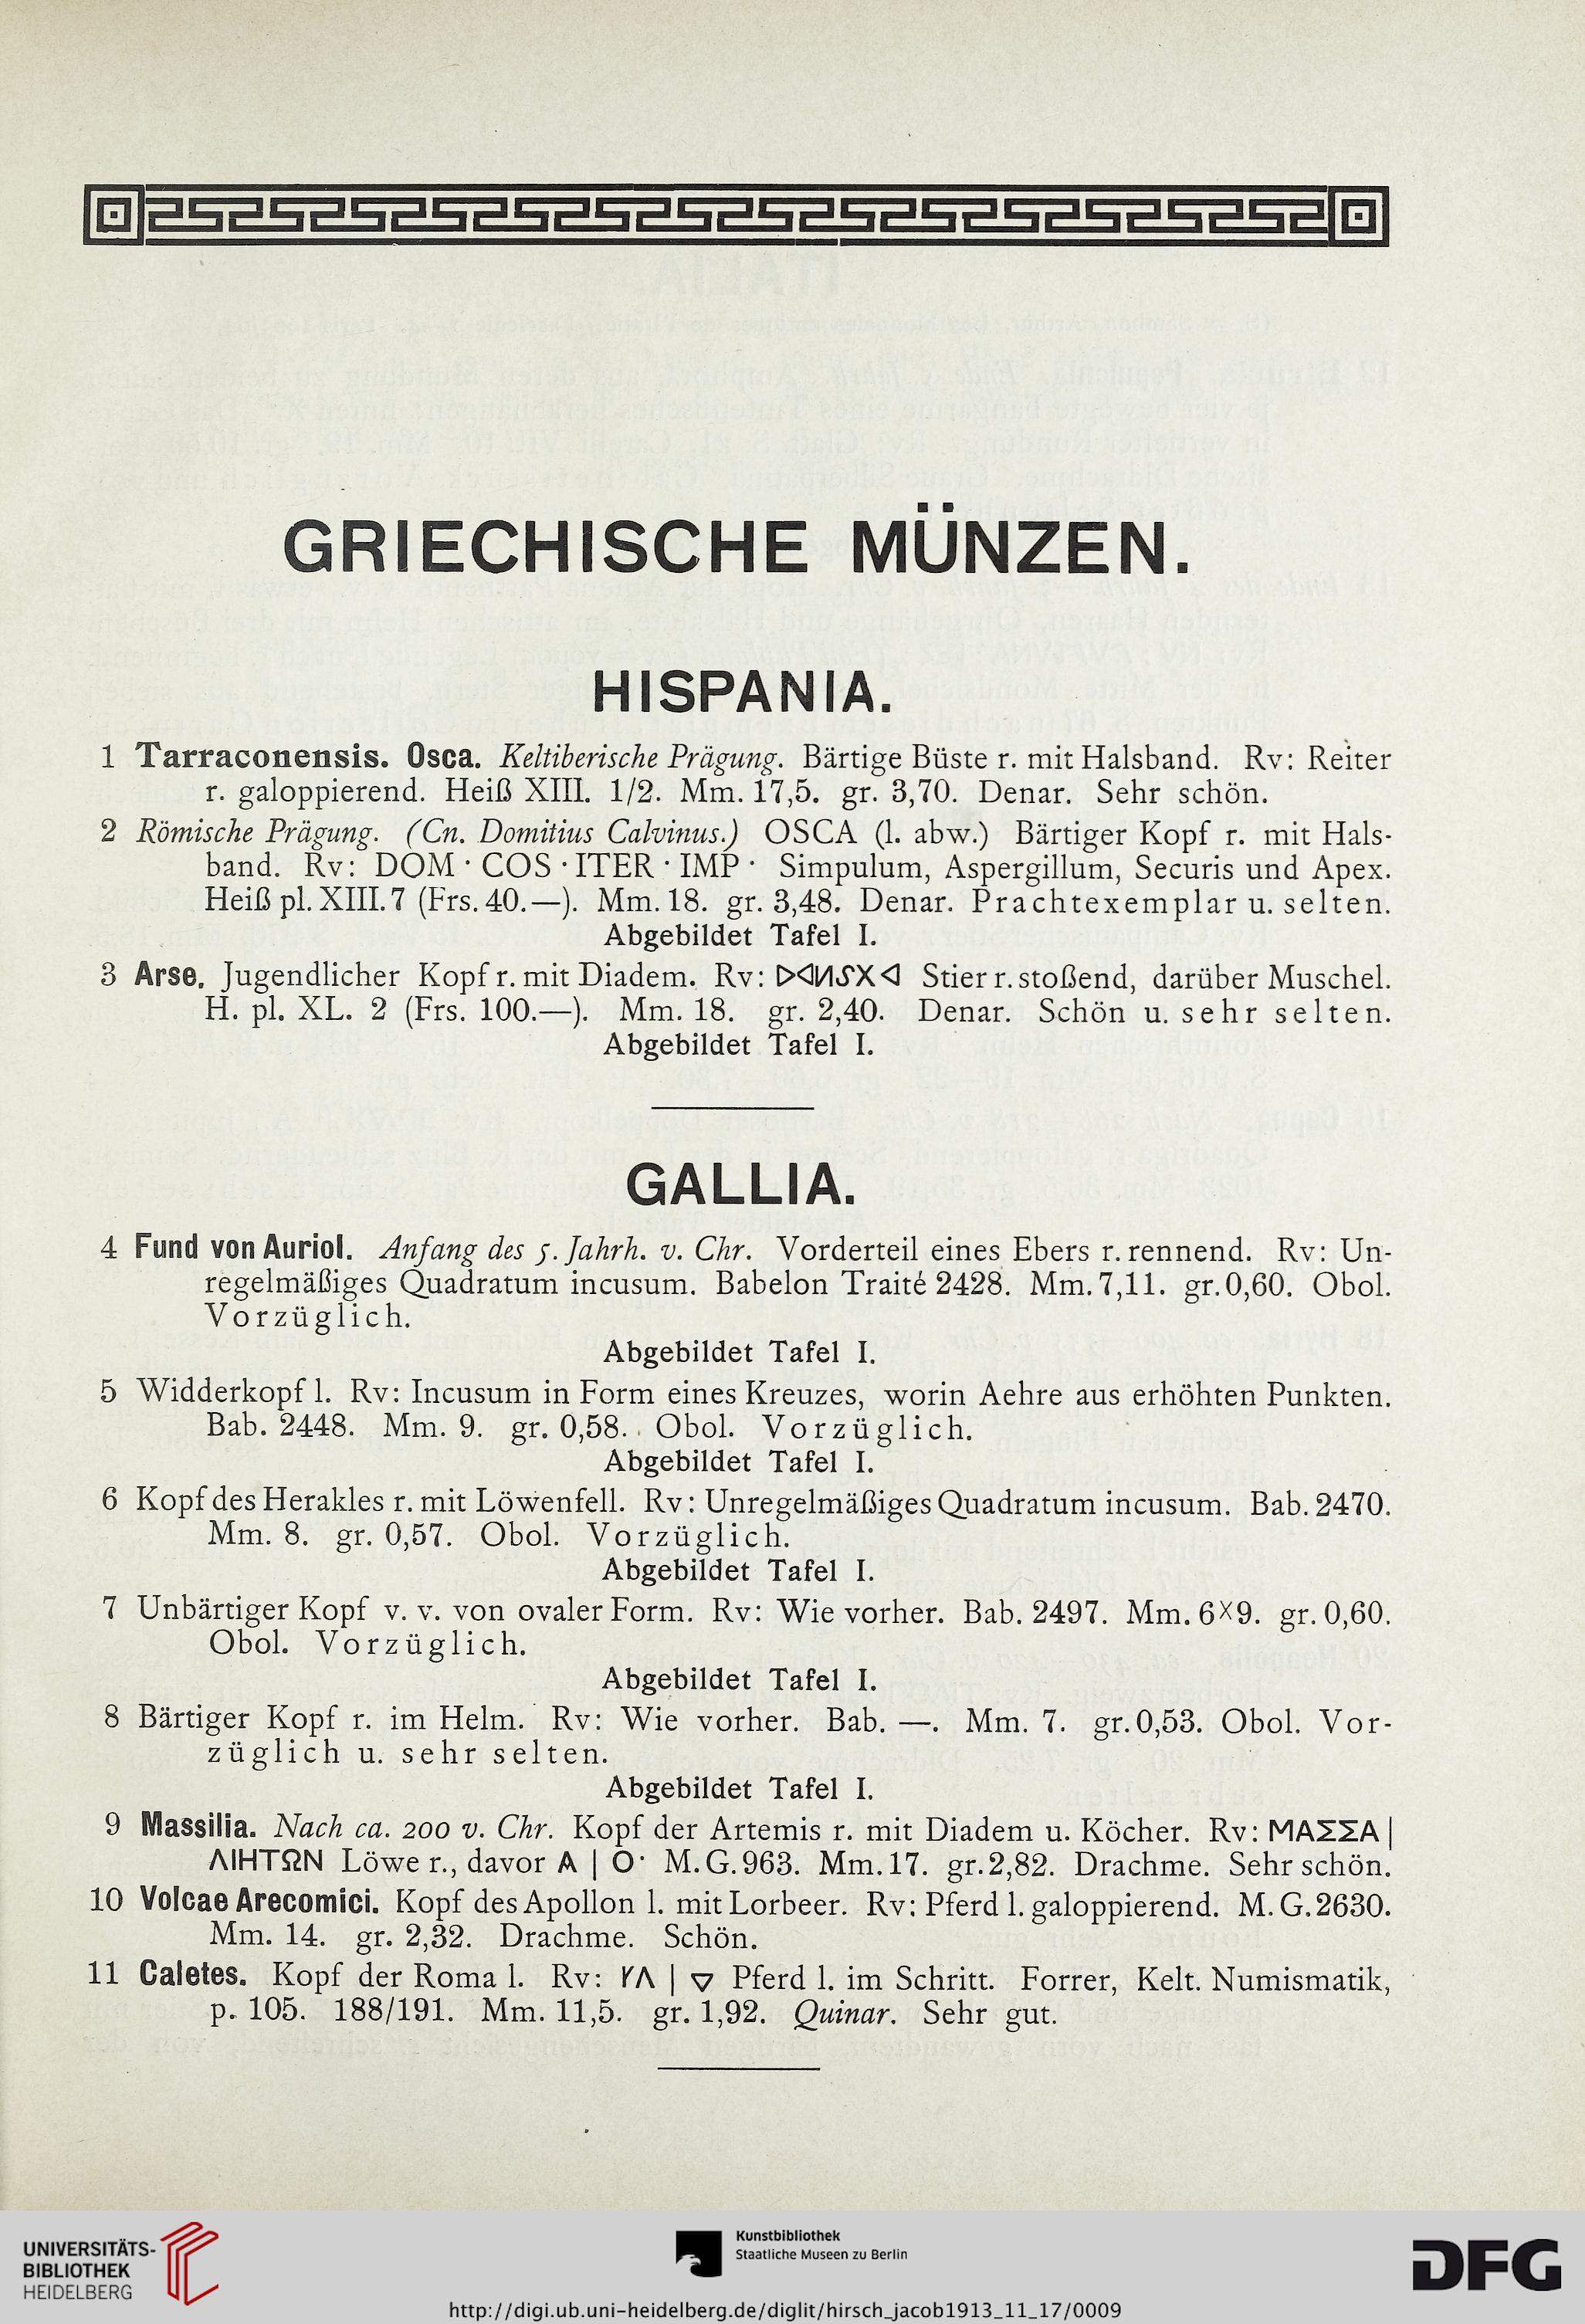 GRIECHISCHE MÜNZEN.
HISPANIA.
1 Tarraconensis. Osca. Keltiberische Prägung. Bärtige Büste r. mit Halsband. Rv: Reiter
r. galoppierend. Heiß XIII. 1/2. Mm. 17,5. gr. 3,70. Denar. Sehr schön.
2 Römische Prägung. (Cn. Domitius Calvinus.) OSCA (l. abw.) Bärtiger Kopf r. mit Hals-
band. Rv: DOM · COS · ITER · IMP · Simpulum, Aspergillum, Securis und Apex.
Heiß pl. XIII. 7 (Frs. 40.—). Mm. 18. gr. 3,48. Denar. Prachtexemplar u. selten.
Abgebildet Tafel I.
3 Arse. Jugendlicher Kopf r. mit Diadem. Rv: Stier r. stoßend, darüber Muschel.
H. pl. XL. 2 (Frs. 100.—). Mm. 18. gr. 2,40. Denar. Schön u. sehr selten.
Abgebildet Tafel I.
GALLIA.
4 Fund von Auriol. Anfang des 5. Jahrh. v. Chr. Vorderteil eines Ebers r. rennend. Rv: Un-
regelmäßiges Quadratum incusum. Babelon Traité 2428. Mm. 7,11. gr. 0,60. Obol.
Vorzüglich.
Abgebildet Tafel I.
5 Widderkopf l. Rv: Incusum in Form eines Kreuzes, worin Aehre aus erhöhten Punkten.
Bab. 2448. Mm. 9. gr. 0,58. Obol. Vorzüglich.
Abgebildet Tafel I.
6 Kopf des Herakles r. mit Löwenfell. Rv: Unregelmäßiges Quadratum incusum. Bab. 2470.
Mm. 8. gr. 0,57. Obol. Vorzüglich.
Abgebildet Tafel I.
7 Unbärtiger Kopf v. v. von ovaler Form. Rv: Wie vorher. Bab. 2497. Mm. 6×9. gr. 0,60.
Obol. Vorzüglich.
Abgebildet Tafel I.
8 Bärtiger Kopf r. im Helm. Rv: Wie vorher. Bab. —. Mm. 7. gr. 0,53. Obol. Vor-
züglich u. sehr selten.
Abgebildet Tafel I.
9 Massilia. Nach ca. 200 v. Chr. Kopf der Artemis r. mit Diadem u. Köcher. Rv: ΜΑΣΣΑ |
ΛΙΗΤΩΝ Löwe r., davor A | O· M. G. 963. Mm. 17. gr. 2,82. Drachme. Sehr schön.
10 Volcae Arecomici. Kopf des Apollon l. mit Lorbeer. Rv: Pferd l. galoppierend. M. G. 2630.
Mm. 14. gr. 2,32. Drachme. Schön.
11 Caletes. Kopf der Roma l. Rv: | ▽ Pferd l. im Schritt. Forrer, Kelt. Numismatik,
p. 105. 188/191. Mm. 11,5. gr. 1,92. Quinar. Sehr gut.
UNIVERSITÄTS-
BIBLIOTHEK
HEIDELBERG
Kunstbibliothek
Staatliche Museen zu Berlin
DFG
http://digi.ub.uni-heidelberg.de/diglit/hirsch_jacob1913_11_17/0009